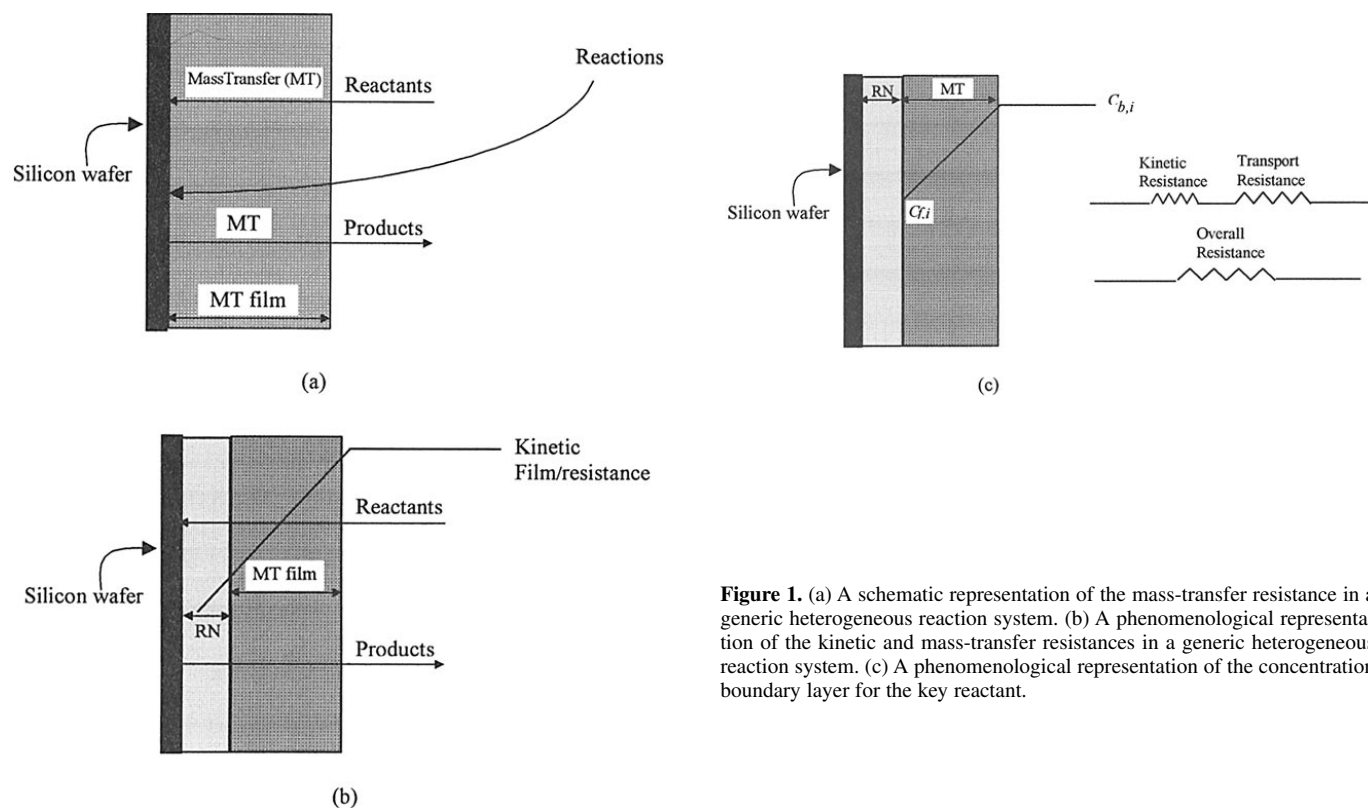 Reactions
MassTransfer (MT)
Reactants
Silicon wafer
MT
Products
MT film
(a)
Kinetic
Film/resistance
Reactants
MT film
Silicon wafer
RN
Products
(b)
RN
MT
C_{b,i}
Kinetic
Resistance
Transport
Resistance
Silicon wafer
C_{f,i}
Overall
Resistance
(c)
Figure 1. (a) A schematic representation of the mass-transfer resistance in a
generic heterogeneous reaction system. (b) A phenomenological representa-
tion of the kinetic and mass-transfer resistances in a generic heterogeneous
reaction system. (c) A phenomenological representation of the concentration
boundary layer for the key reactant.